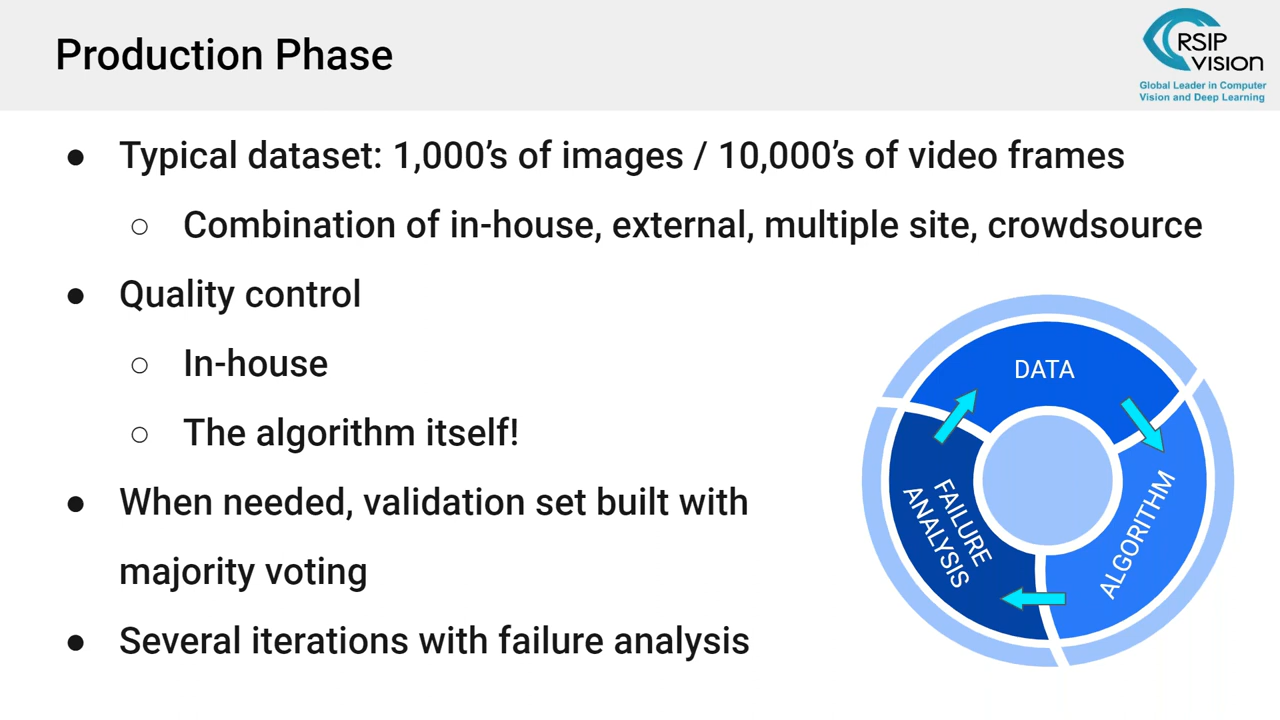 Production Phase
RSIP
VISION
Global Leader in Computer
Vision and Deep Learning
● Typical dataset: 1,000’s of images / 10,000’s of video frames
○ Combination of in-house, external, multiple site, crowdsource
● Quality control
○ In-house
○ The algorithm itself!
● When needed, validation set built with
majority voting
● Several iterations with failure analysis
DATA
ALGORITHM
FAILURE
ANALYSIS